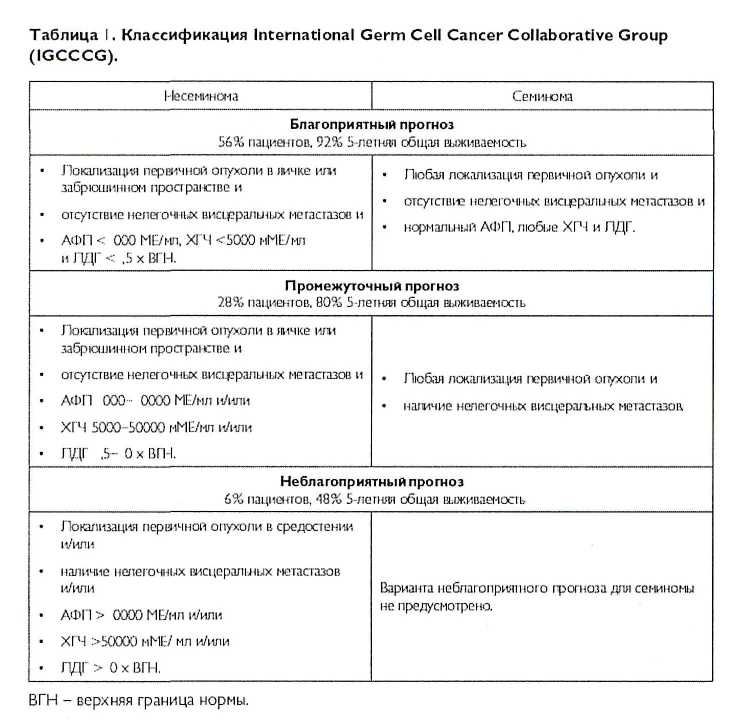 Таблица 1. Классификация International Germ Cell Cancer Collaborative Group
(IGCCCG).
Несеминома
Семинома
Благоприятный прогноз
56% пациентов, 92% 5-летняя общая выживаемость
• Локализация первичной опухоли в яичке или
забрюшинном пространстве и
• отсутствие нелегочных висцеральных метастазов и
• АФП < 000 МЕ/мл, ХГЧ <5000 мМЕ/мл
и ЛДГ < ,5 х ВГН.
• Любая локализация первичной опухоли и
• отсутствие нелегочных висцеральных метастазов и
• нормальный АФП, любые ХГЧ и ЛДГ.
Промежуточный прогноз
28% пациентов, 80% 5-летняя общая выживаемость
• Локализация первичной опухоли в яичке или
забрюшинном пространстве и
• отсутствие нелегочных висцеральных метастазов и
• АФП 000– 0000 МЕ/мл и/или
• ХГЧ 5000–50000 мМЕ/мл и/или
• ЛДГ ,5– 0 х ВГН.
• Любая локализация первичной опухоли и
• наличие нелегочных висцеральных метастазов.
Неблагоприятный прогноз
6% пациентов, 48% 5-летняя общая выживаемость
• Локализация первичной опухоли в средостении
и/или
• наличие нелегочных висцеральных метастазов
и/или
• АФП > 0000 МЕ/мл и/или
• ХГЧ >50000 мМЕ/ мл и/или
• ЛДГ > 0 х ВГН.
Варианта неблагоприятного прогноза для семиномы
не предусмотрено.
ВГН – верхняя граница нормы.